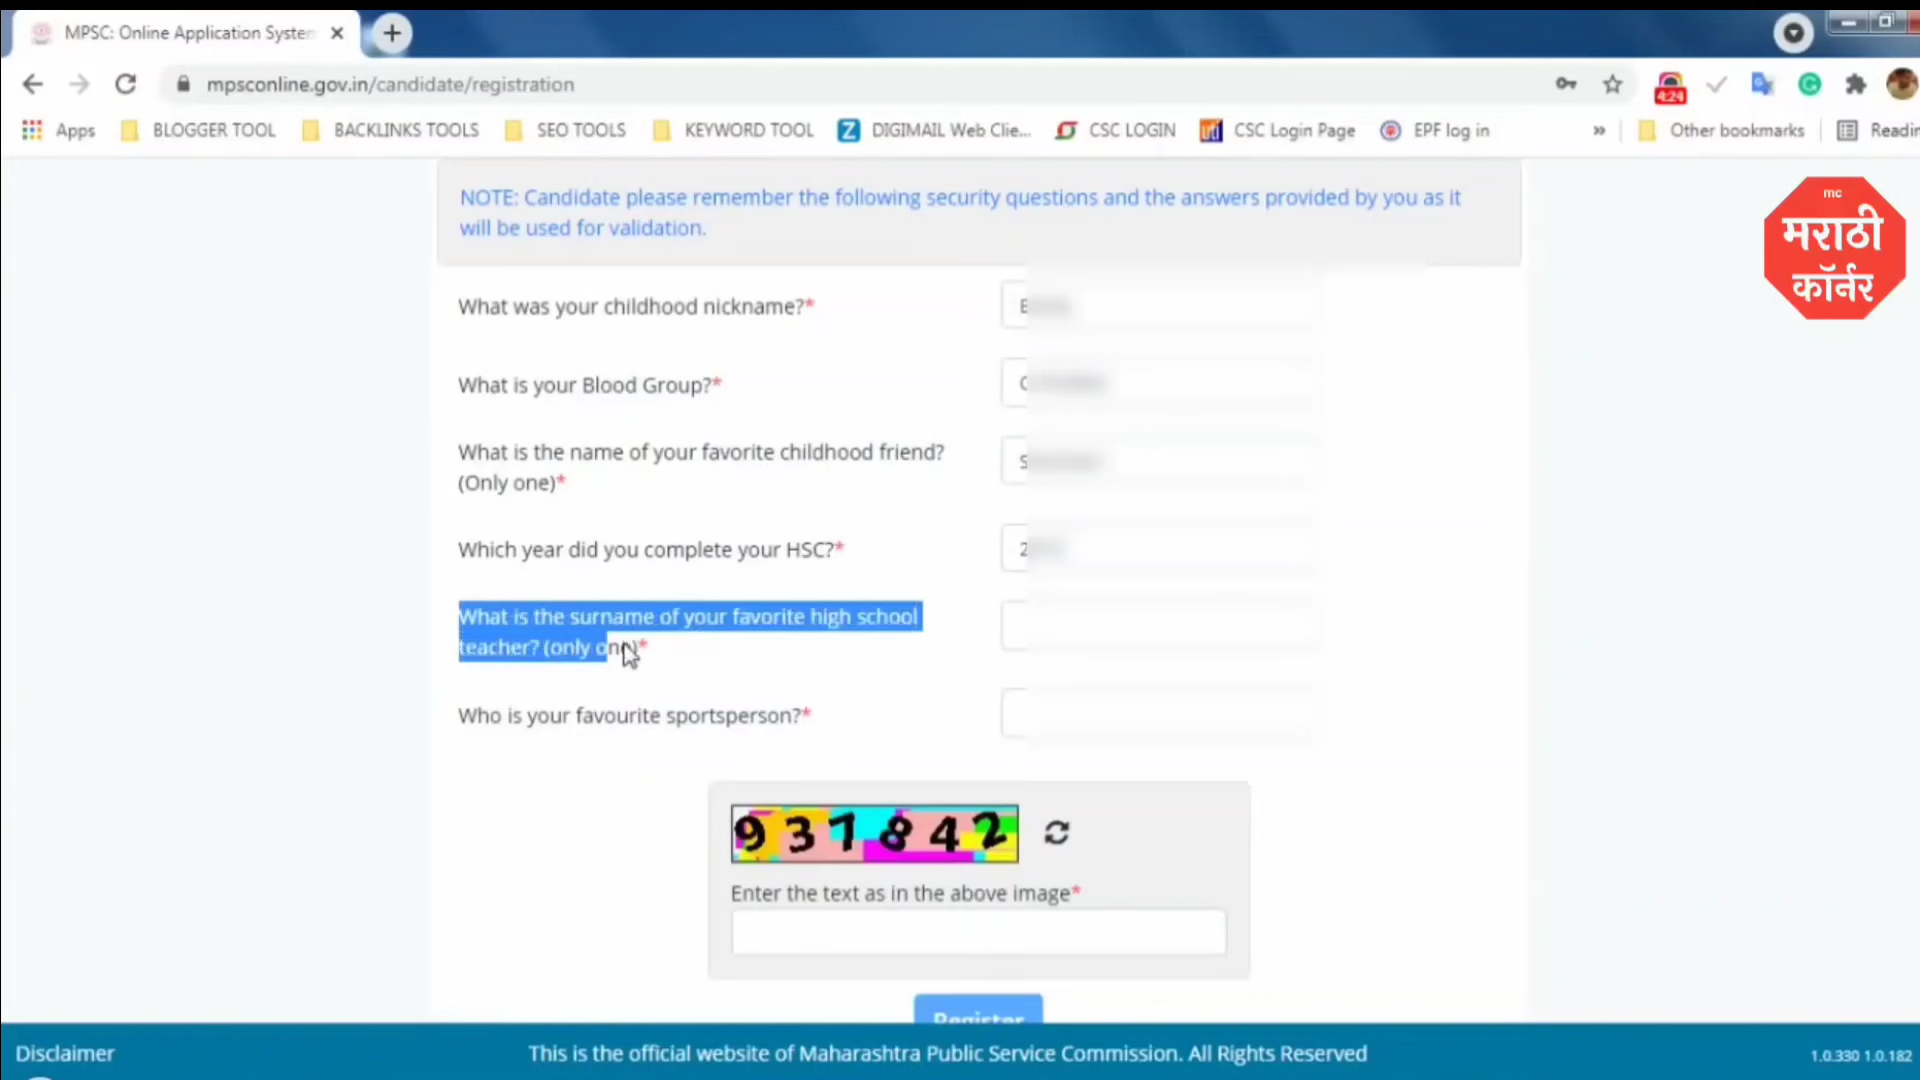 MPSC: Online Application System
mpsconline.gov.in/candidate/registration
4:24
Apps BLOGGER TOOL BACKLINKS TOOLS SEO TOOLS KEYWORD TOOL DIGIMAIL Web Clie... CSC LOGIN CSC Login Page EPF log in » Other bookmarks Readin
NOTE: Candidate please remember the following security questions and the answers provided by you as it
will be used for validation.
mc
मराठी
कॉर्नर
What was your childhood nickname?*
What is your Blood Group?*
What is the name of your favorite childhood friend?
(Only one)*
S
Which year did you complete your HSC?*
2
What is the surname of your favorite high school
teacher? (only one)*
Who is your favourite sportsperson?*
937842
Enter the text as in the above image*
Register
Disclaimer
This is the official website of Maharashtra Public Service Commission. All Rights Reserved
1.0.330 1.0.182